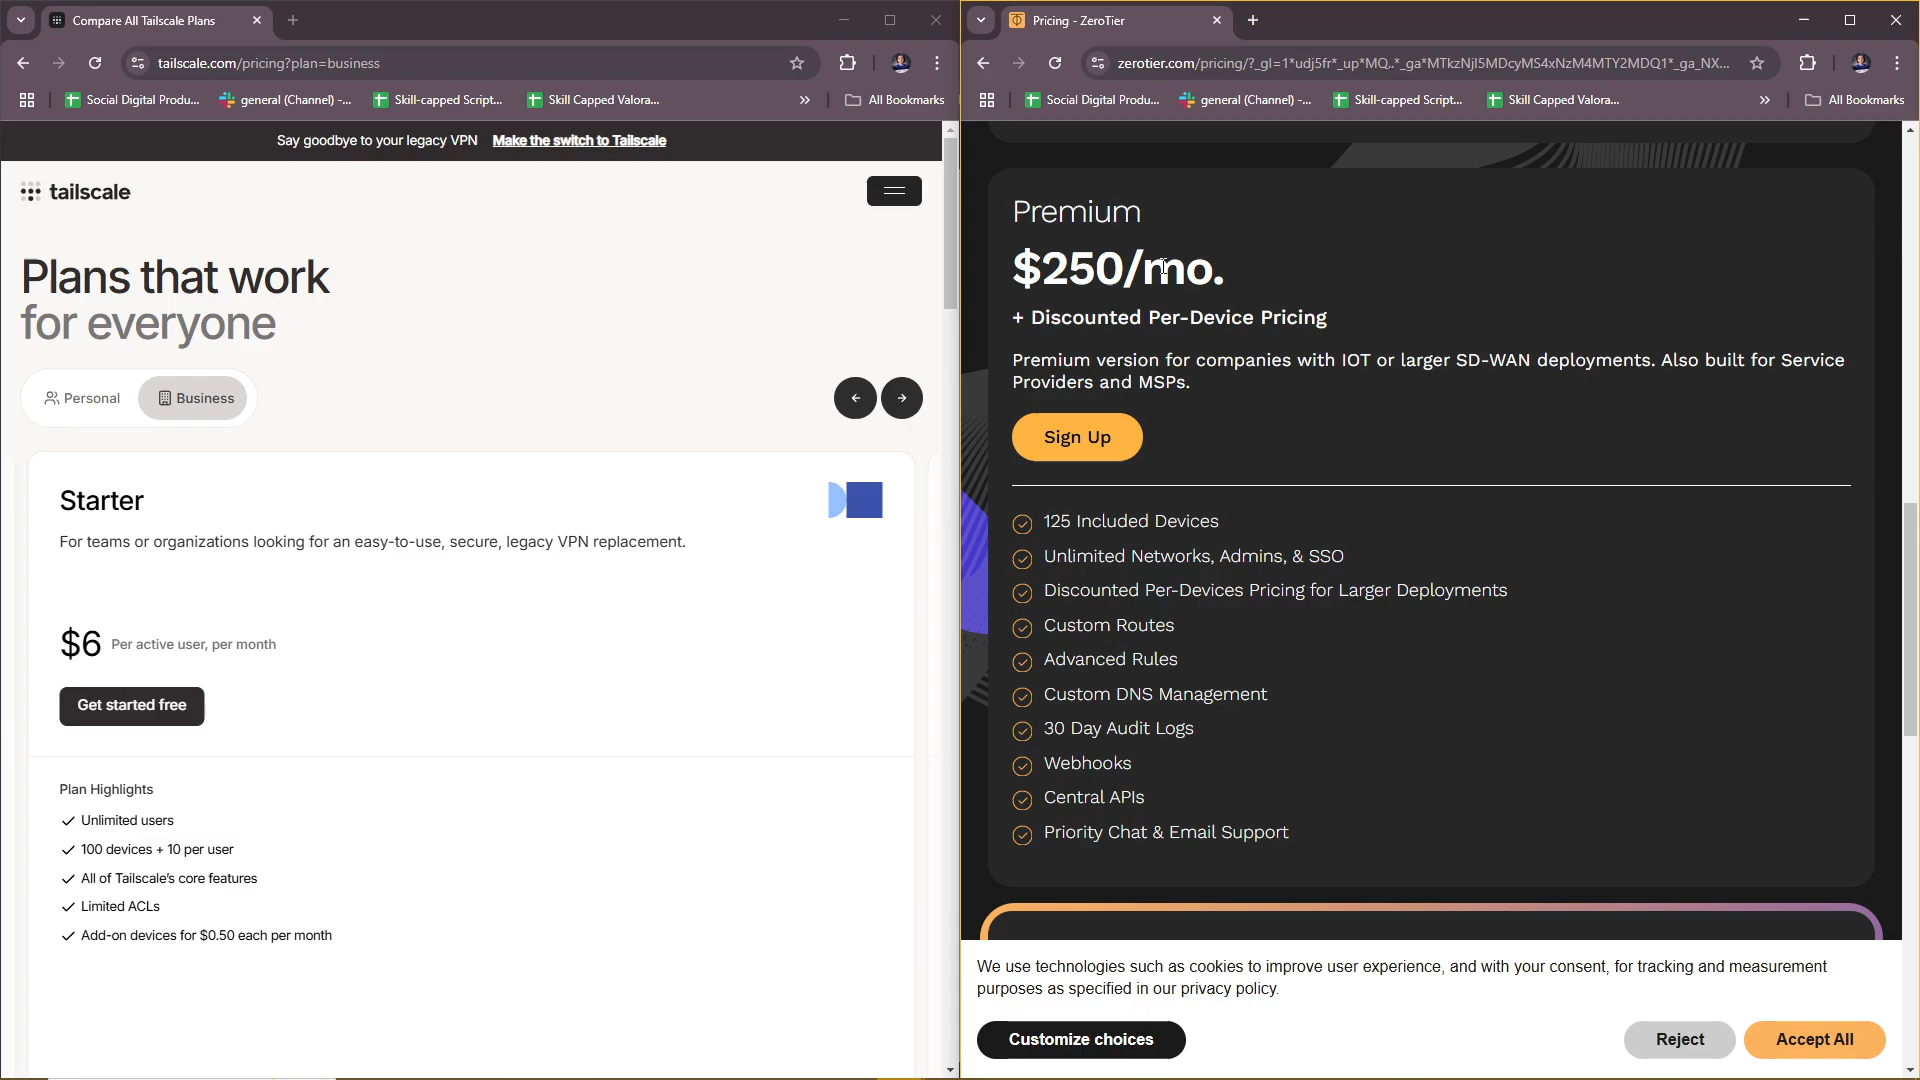 Compare All Tailscale Plans
tailscale.com/pricing?plan=business
Social Digital Produ...
general (Channel) -...
Skill-capped Script...
Skill Capped Valora...
All Bookmarks
Say goodbye to your legacy VPN Make the switch to Tailscale
tailscale
Plans that work
for everyone
Personal
Business
Starter
For teams or organizations looking for an easy-to-use, secure, legacy VPN replacement.
$6 Per active user, per month
Get started free
Plan Highlights
Unlimited users
100 devices + 10 per user
All of Tailscale's core features
Limited ACLs
Add-on devices for $0.50 each per month
Pricing - ZeroTier
zerotier.com/pricing/?_gl=1*udj5fr*_up*MQ..*_ga*MTkzNjI5MDcyMS4xNzM4MTY2MDQ1*_ga_NX...
Social Digital Produ...
general (Channel) -...
Skill-capped Script...
Skill Capped Valora...
All Bookmarks
Premium
$250/mo.
+ Discounted Per-Device Pricing
Premium version for companies with IOT or larger SD-WAN deployments. Also built for Service
Providers and MSPs.
Sign Up
125 Included Devices
Unlimited Networks, Admins, & SSO
Discounted Per-Devices Pricing for Larger Deployments
Custom Routes
Advanced Rules
Custom DNS Management
30 Day Audit Logs
Webhooks
Central APIs
Priority Chat & Email Support
We use technologies such as cookies to improve user experience, and with your consent, for tracking and measurement
purposes as specified in our privacy policy.
Customize choices
Reject
Accept All